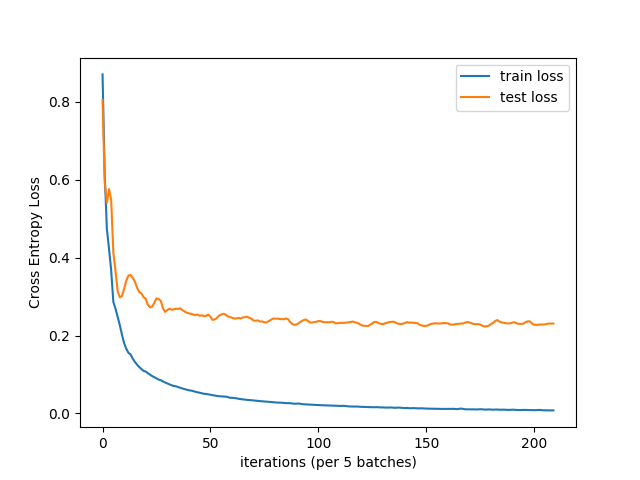 train loss
test loss
Cross Entropy Loss
0.8
0.6
0.4
0.2
0.0
0 50 100 150 200
iterations (per 5 batches)